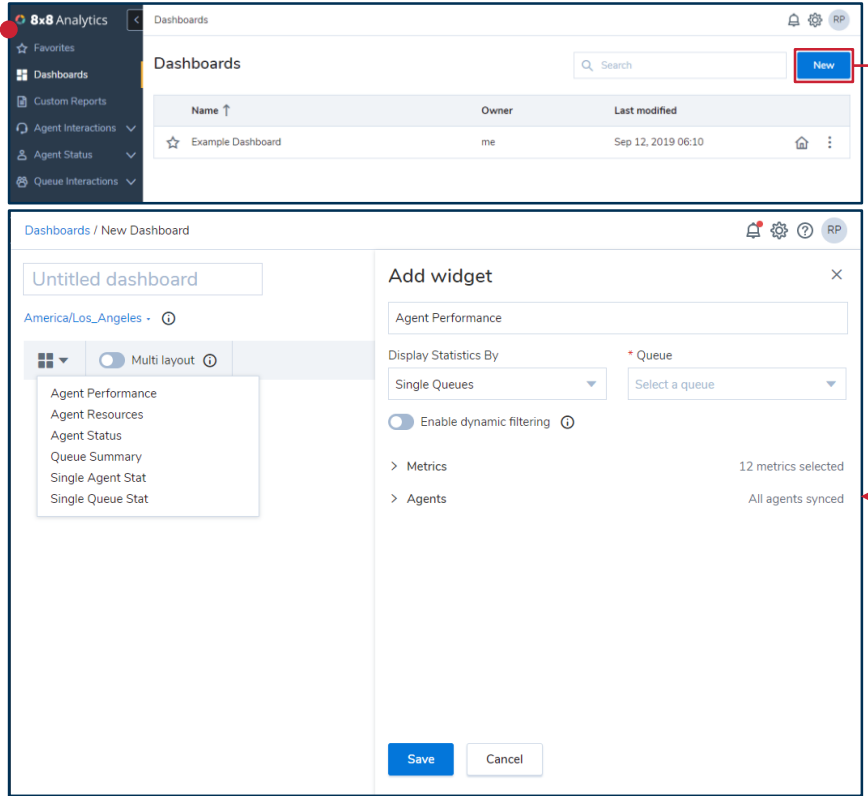 8x8 Analytics
Dashboards
RP
Favorites
Dashboards
Custom Reports
Agent Interactions
Agent Status
Queue Interactions
Dashboards
Search
New
Name ↑ Owner Last modified
Example Dashboard me Sep 12, 2019 06:10
Dashboards / New Dashboard
RP
Untitled dashboard
America/Los_Angeles
Multi layout
Agent Performance
Agent Resources
Agent Status
Queue Summary
Single Agent Stat
Single Queue Stat
Add widget
Agent Performance
Display Statistics By * Queue
Single Queues Select a queue
Enable dynamic filtering
Metrics 12 metrics selected
Agents All agents synced
Save Cancel